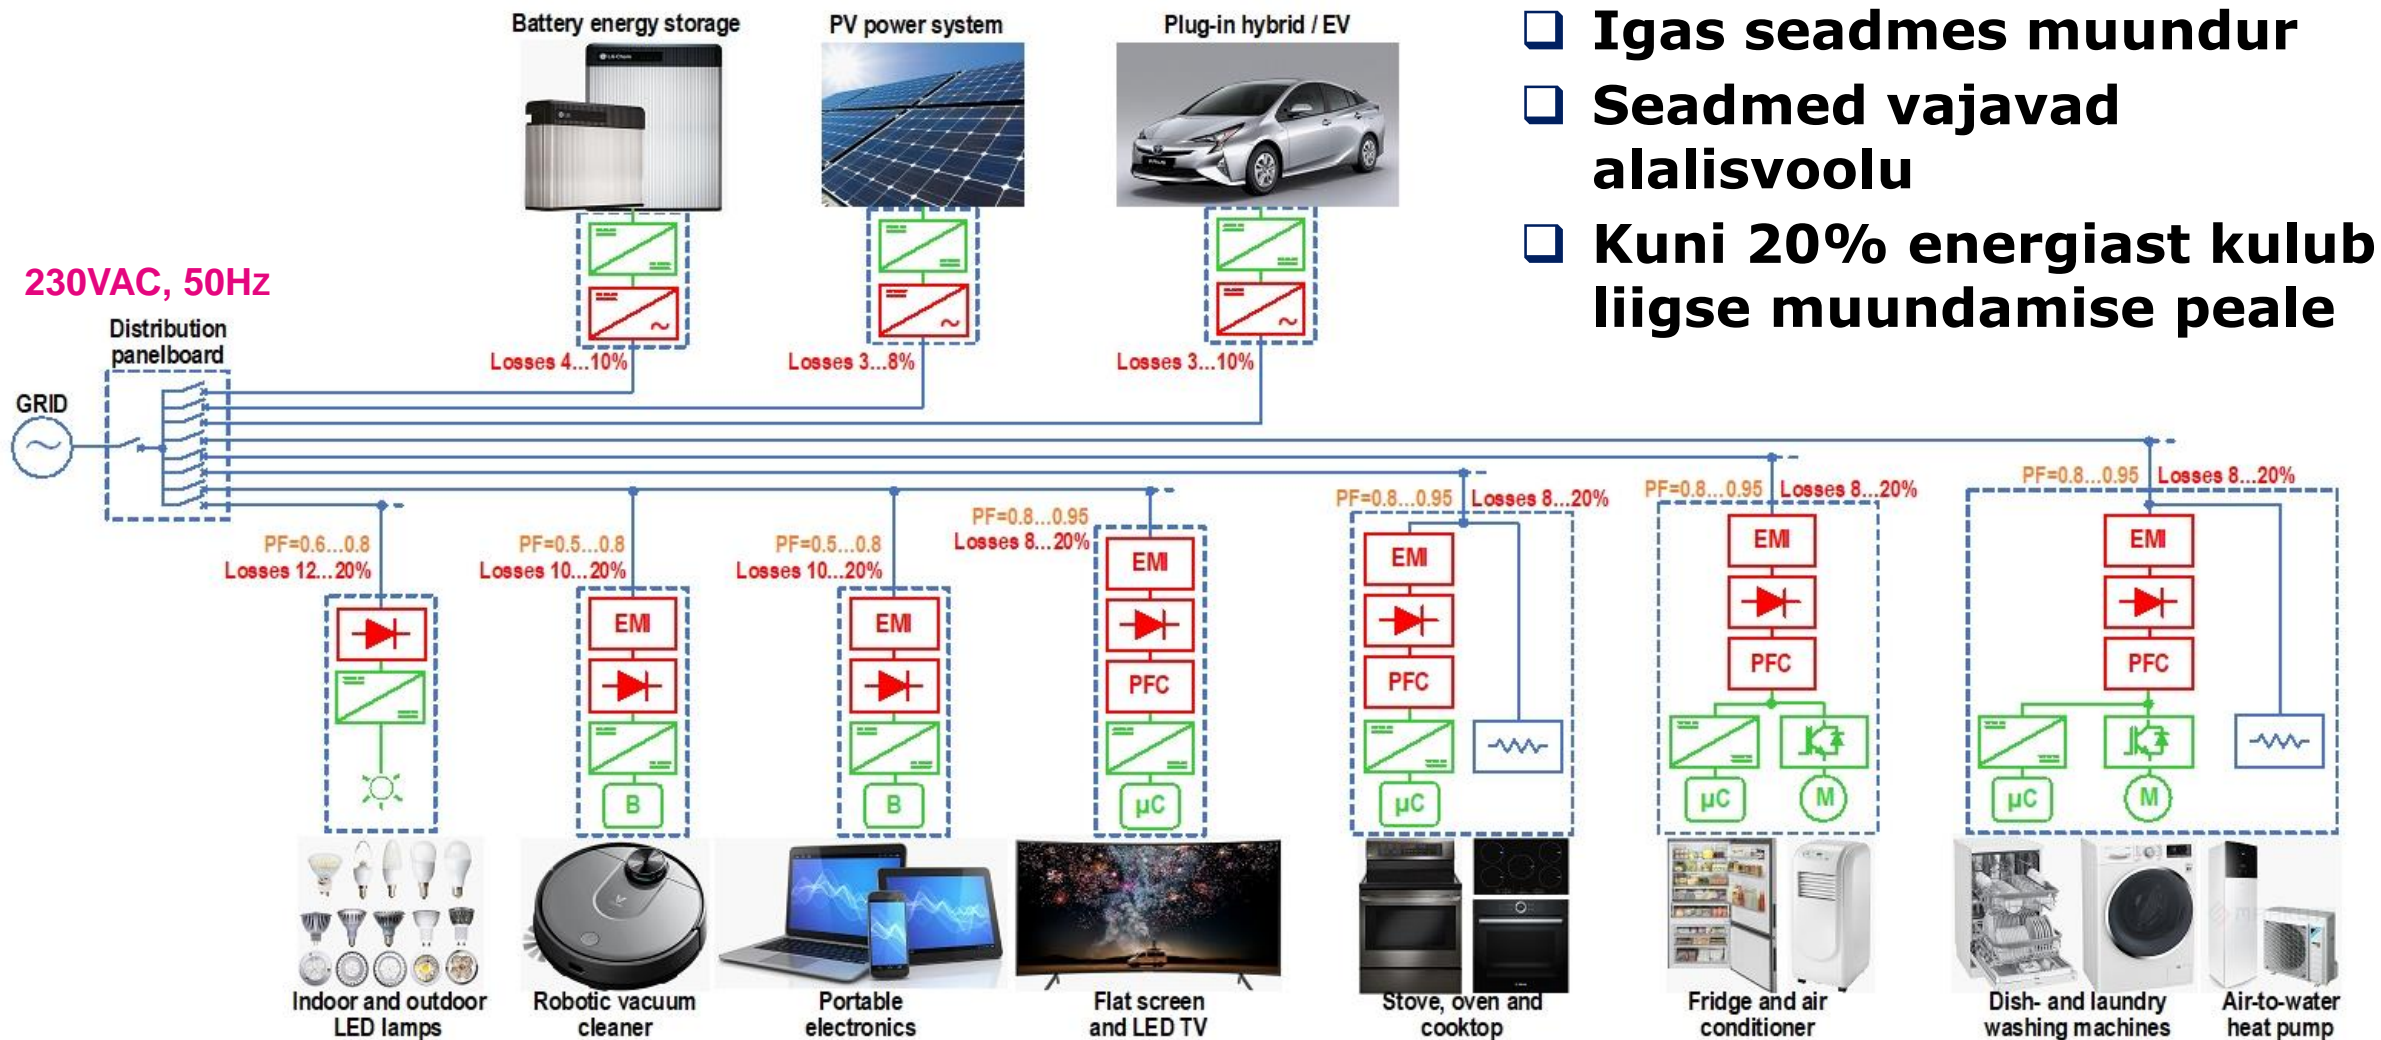 Battery energy storage
PV power system
Plug-in hybrid / EV
❑ Igas seadmes muundur
❑ Seadmed vajavad
alalisvoolu
❑ Kuni 20% energiast kulub
liigse muundamise peale
230VAC, 50Hz
Distribution
panelboard
GRID
Losses 4...10%
Losses 3...8%
Losses 3...10%
PF=0.6...0.8
Losses 12...20%
PF=0.5...0.8
Losses 10...20%
PF=0.5...0.8
Losses 10...20%
PF=0.8...0.95
Losses 8...20%
PF=0.8...0.95
Losses 8...20%
PF=0.8...0.95
Losses 8...20%
PF=0.8...0.95
Losses 8...20%
EMI
B
EMI
B
EMI
PFC
µC
EMI
PFC
µC
EMI
PFC
µC
M
EMI
PFC
µC
M
Indoor and outdoor
LED lamps
Robotic vacuum
cleaner
Portable
electronics
Flat screen
and LED TV
Stove, oven and
cooktop
Fridge and air
conditioner
Dish- and laundry
washing machines
Air-to-water
heat pump